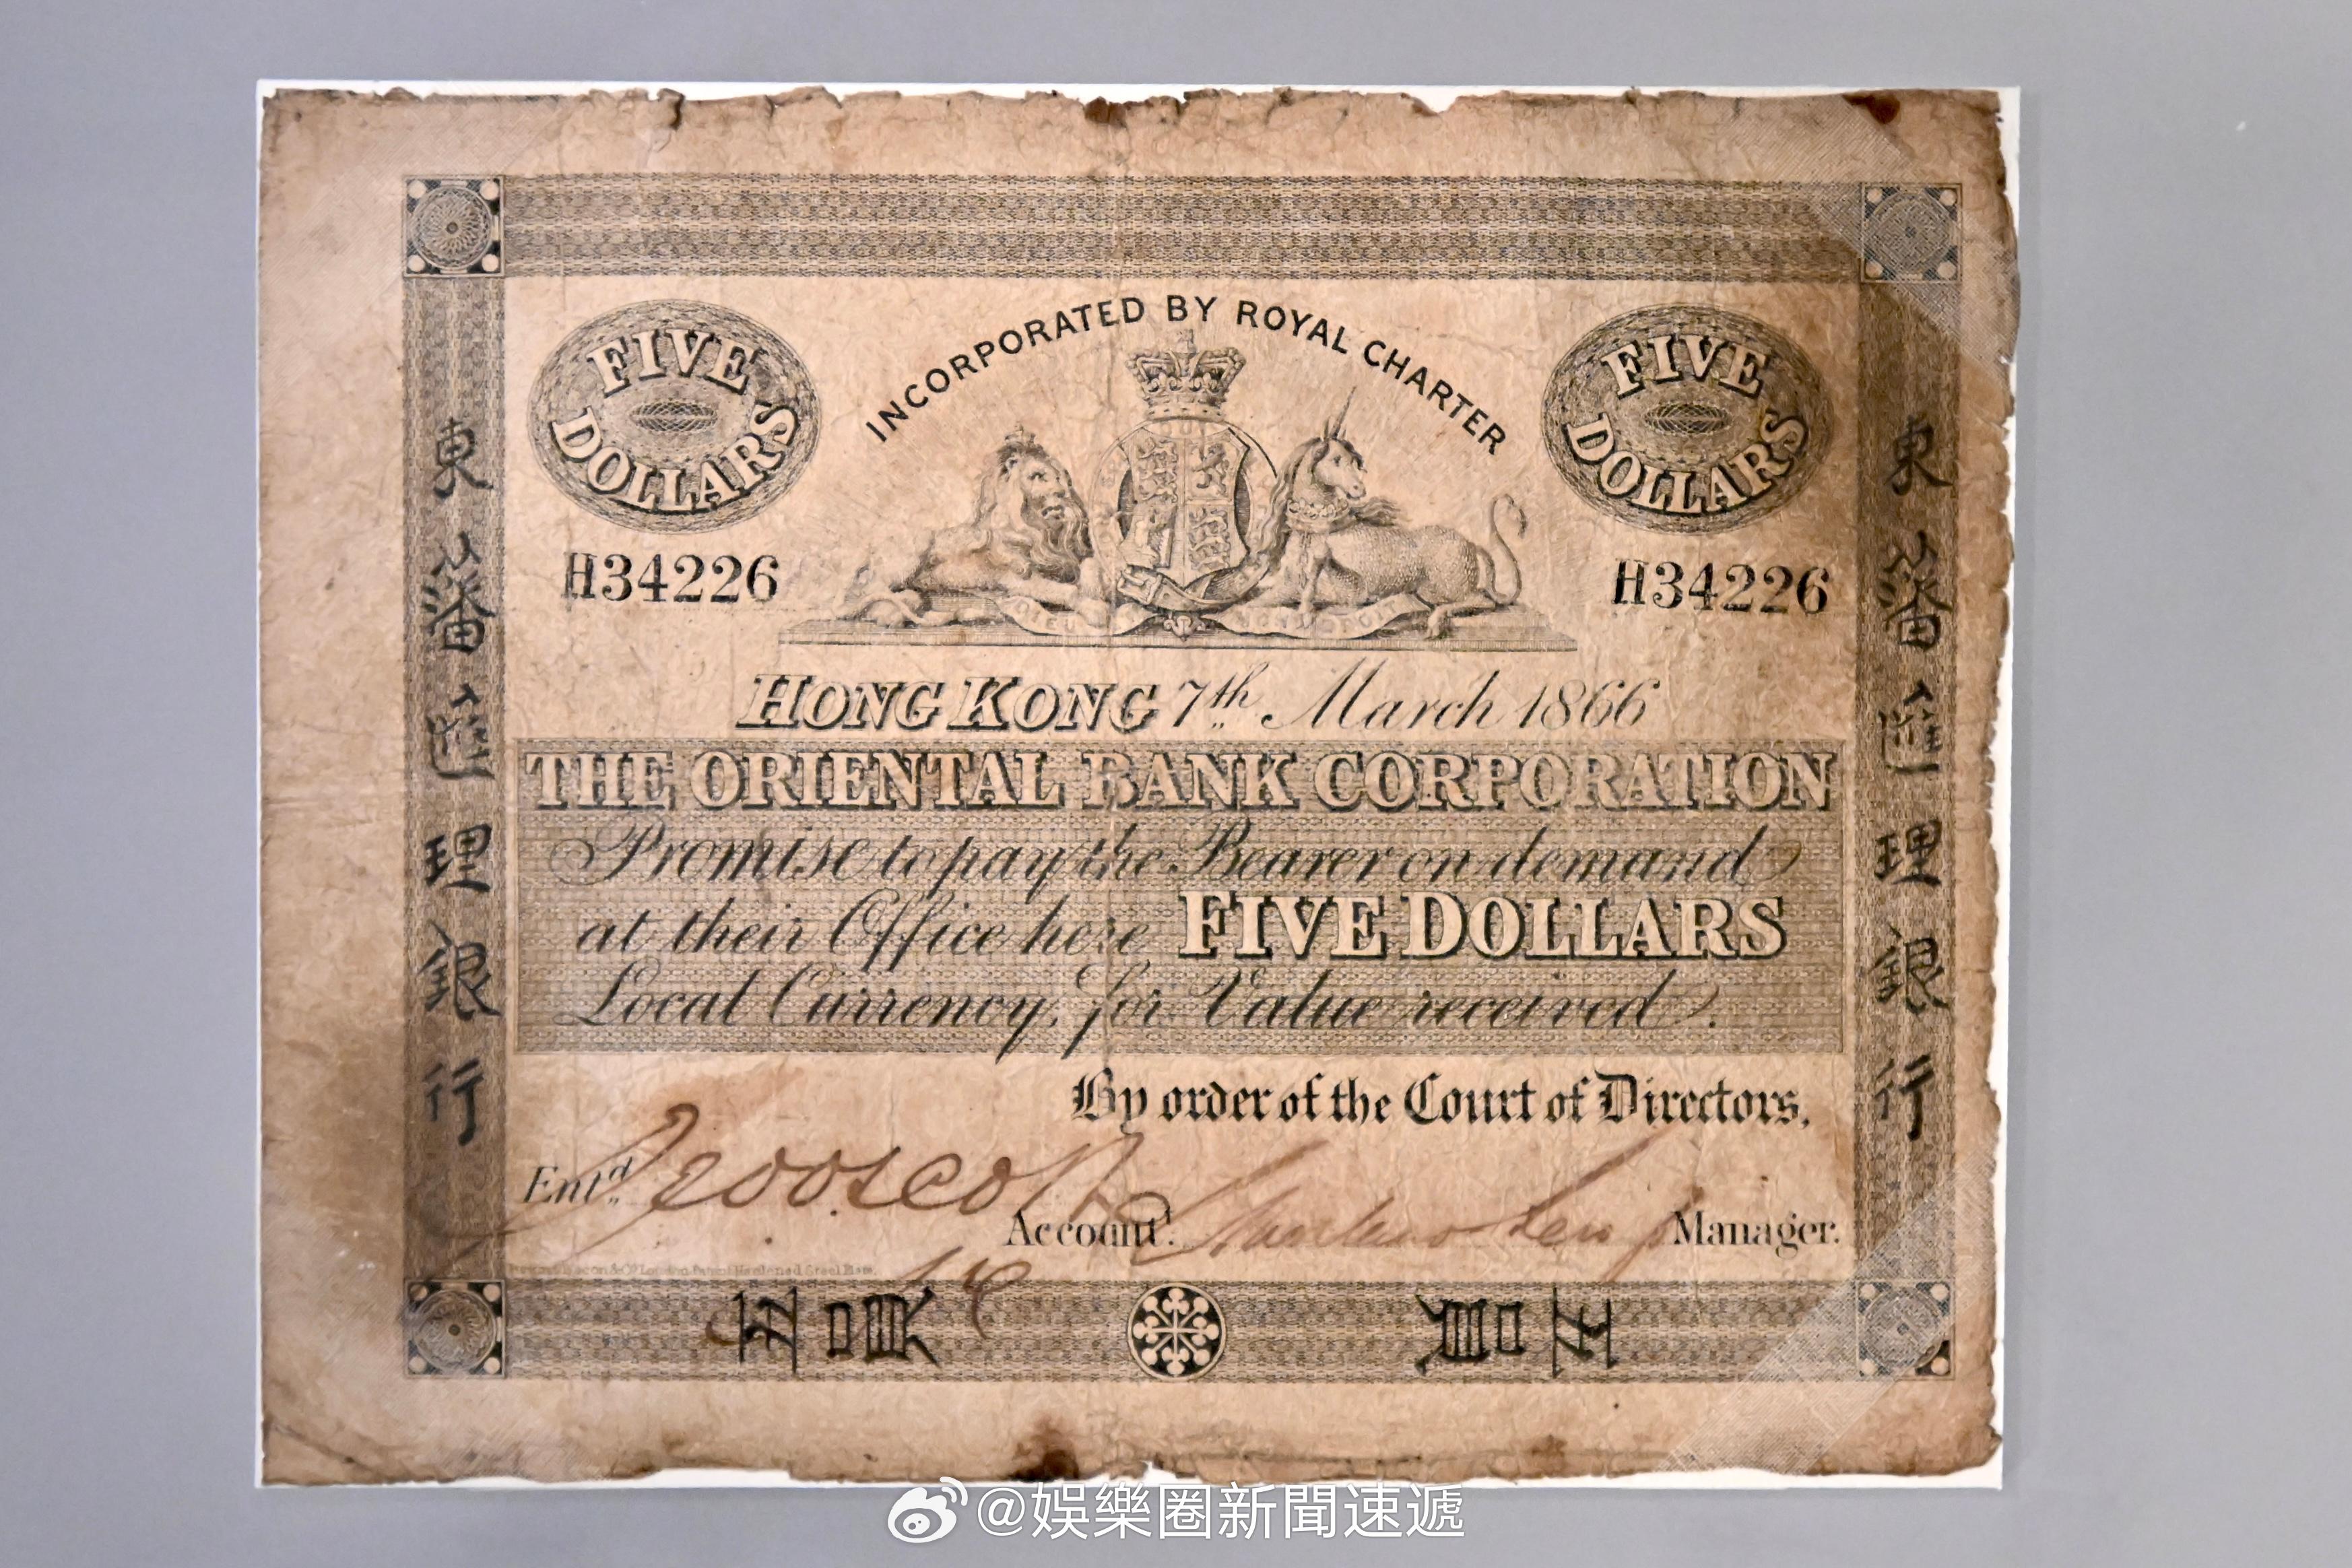 INCORPORATED BY ROYAL CHARTER
FIVE DOLLARS
FIVE DOLLARS
H34226
H34226
HONG KONG 7th March 1866
THE ORIENTAL BANK CORPORATION
Promise to pay the Bearer on demand
at their Office here FIVE DOLLARS
Local Currency, for Value received.
By order of the Court of Directors,
Entd
Accountt.
Manager.
東藩匯理銀行
東藩匯理銀行
五員
五員
@娛樂圈新聞速遞